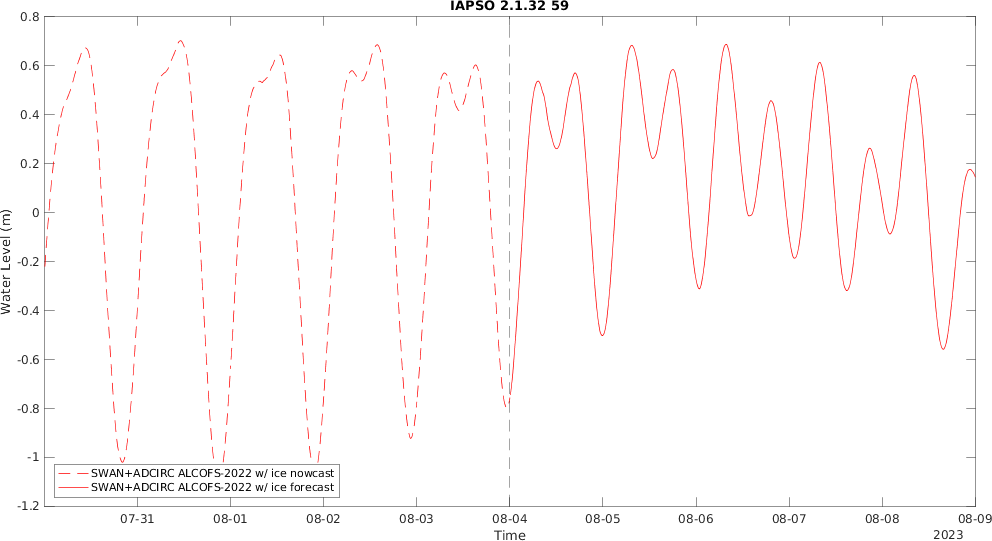 IAPSO 2.1.32 59
Water Level (m)
0.8
0.6
0.4
0.2
0
-0.2
-0.4
-0.6
-0.8
-1
-1.2
SWAN+ADCIRC ALCOFS-2022 w/ ice nowcast
SWAN+ADCIRC ALCOFS-2022 w/ ice forecast
07-31 08-01 08-02 08-03 08-04 08-05 08-06 08-07 08-08 08-09
Time
2023